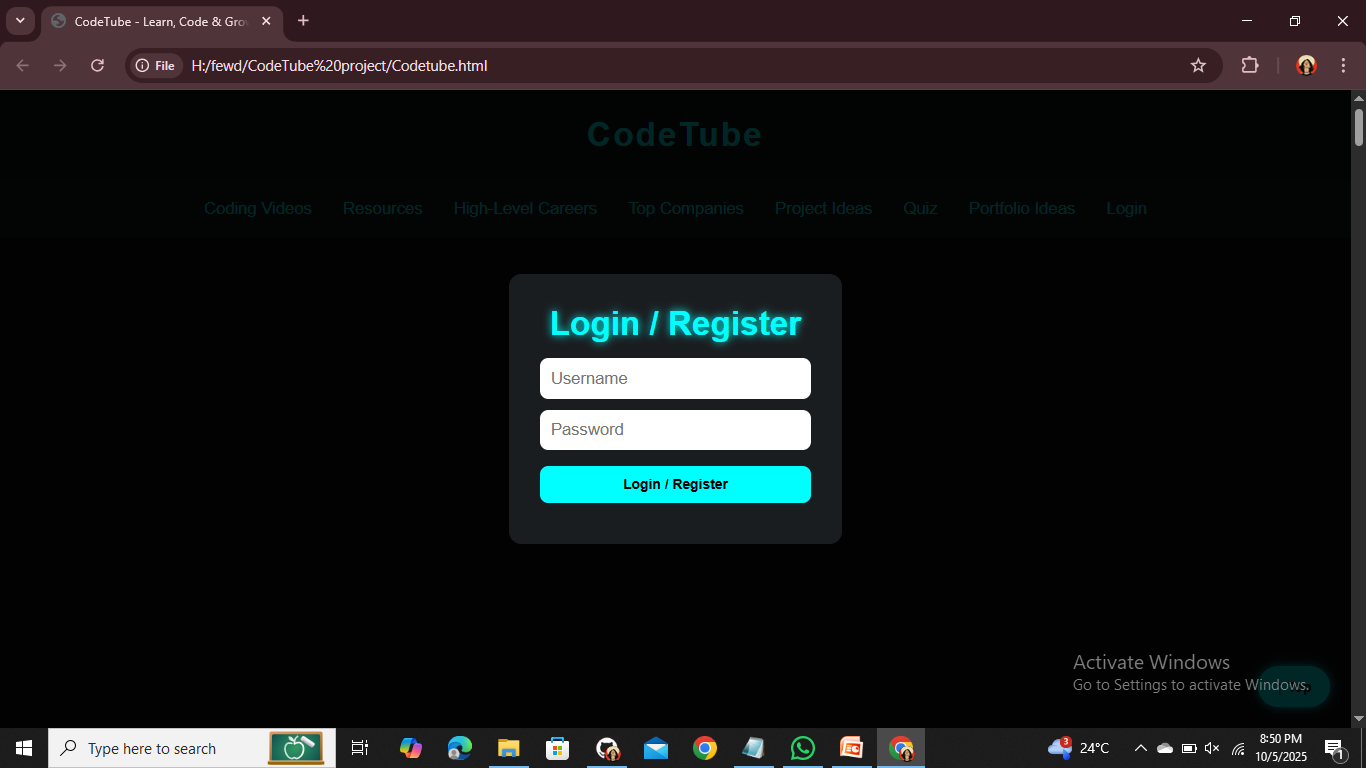 CodeTube - Learn, Code & Gro
File
H:/fewd/CodeTube%20project/Codetube.html
CodeTube
Coding Videos Resources High-Level Careers Top Companies Project Ideas Quiz Portfolio Ideas Login
Login / Register
Username
Password
Login / Register
Activate Windows
Go to Settings to activate Windows.
Type here to search
3
24°C
8:50 PM
10/5/2025
1